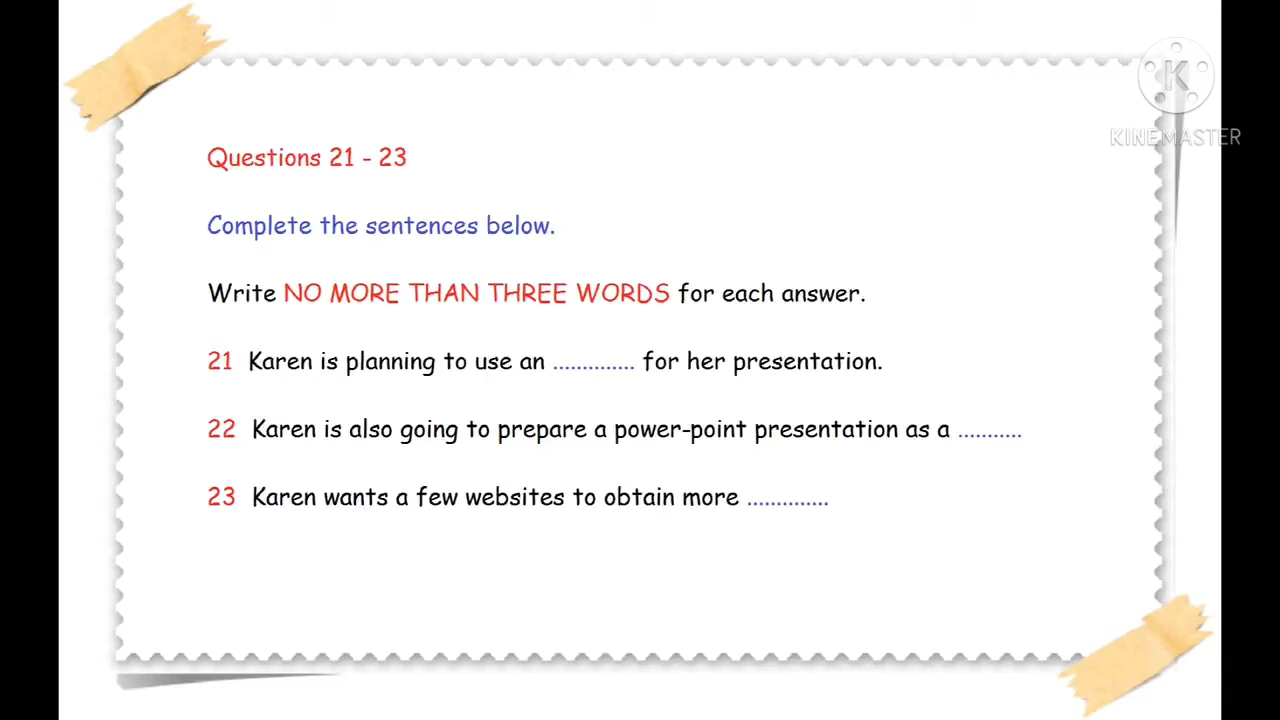 K
KINEMASTER
Questions 21 - 23
Complete the sentences below.
Write NO MORE THAN THREE WORDS for each answer.
21 Karen is planning to use an .............. for her presentation.
22 Karen is also going to prepare a power-point presentation as a ...........
23 Karen wants a few websites to obtain more ..............